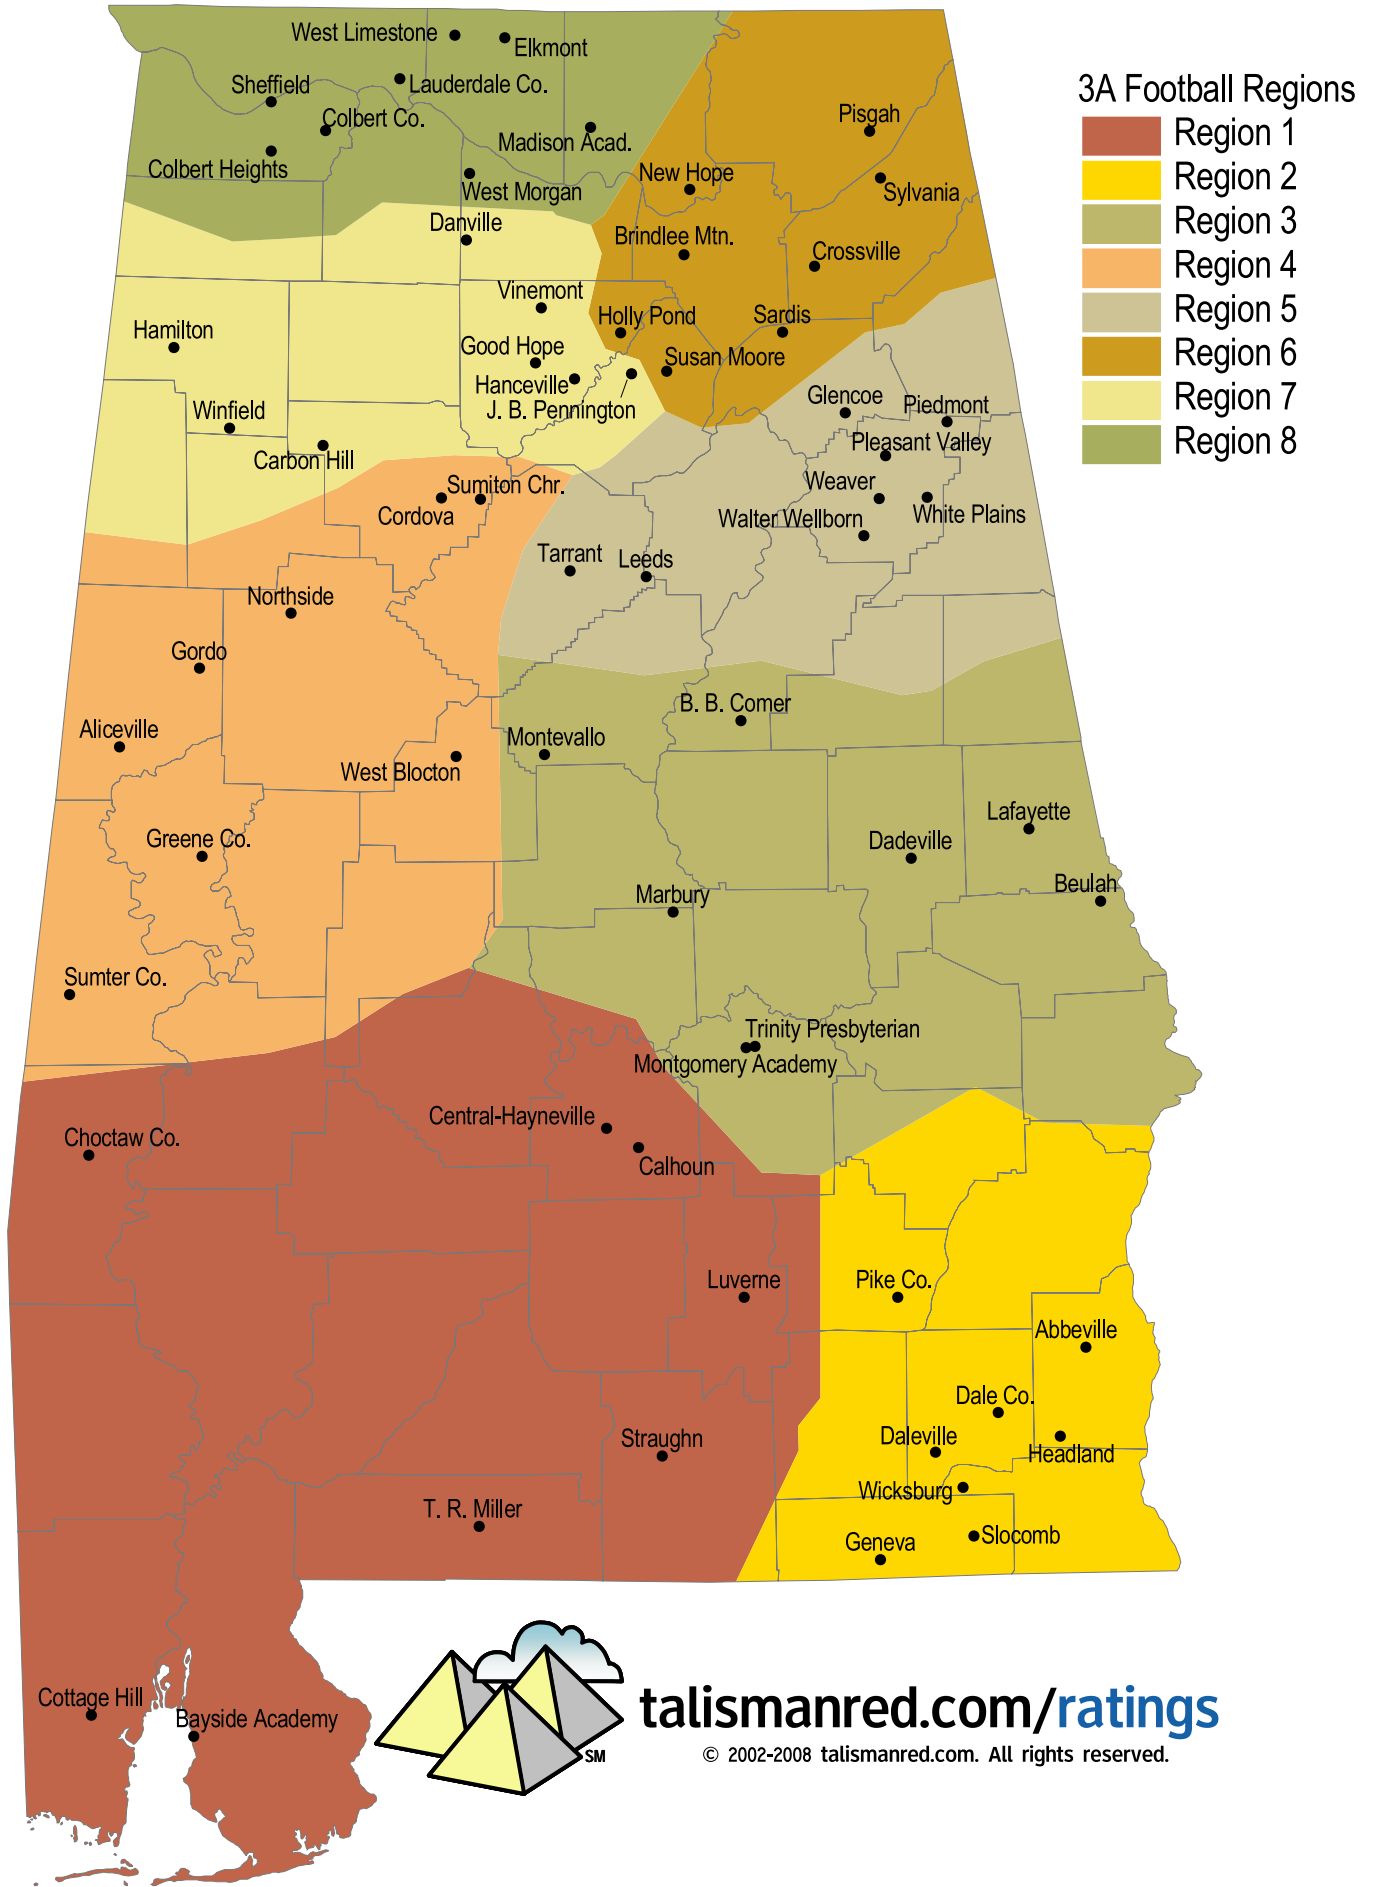 West Limestone
Elkmont
Sheffield
Lauderdale Co.
Colbert Co.
Madison Acad.
Colbert Heights
West Morgan
Danville
Pisgah
New Hope
Sylvania
Brindlee Mtn.
Crossville
Vinemont
Holly Pond
Sardis
Hamilton
Good Hope
Susan Moore
Hanceville
J. B. Pennington
Winfield
Glencoe
Piedmont
Carbon Hill
Pleasant Valley
Sumiton Chr.
Weaver
Cordova
Walter Wellborn
White Plains
Tarrant
Leeds
Northside
Gordo
B. B. Comer
Aliceville
Montevallo
West Blocton
Lafayette
Greene Co.
Dadeville
Beulah
Marbury
Sumter Co.
Trinity Presbyterian
Montgomery Academy
Central-Hayneville
Choctaw Co.
Calhoun
Luverne
Pike Co.
Abbeville
Dale Co.
Straughn
Daleville
Headland
Wicksburg
T. R. Miller
Slocomb
Geneva
Cottage Hill
Bayside Academy
3A Football Regions
Region 1
Region 2
Region 3
Region 4
Region 5
Region 6
Region 7
Region 8
SM
talismanred.com/ratings
© 2002-2008 talismanred.com. All rights reserved.